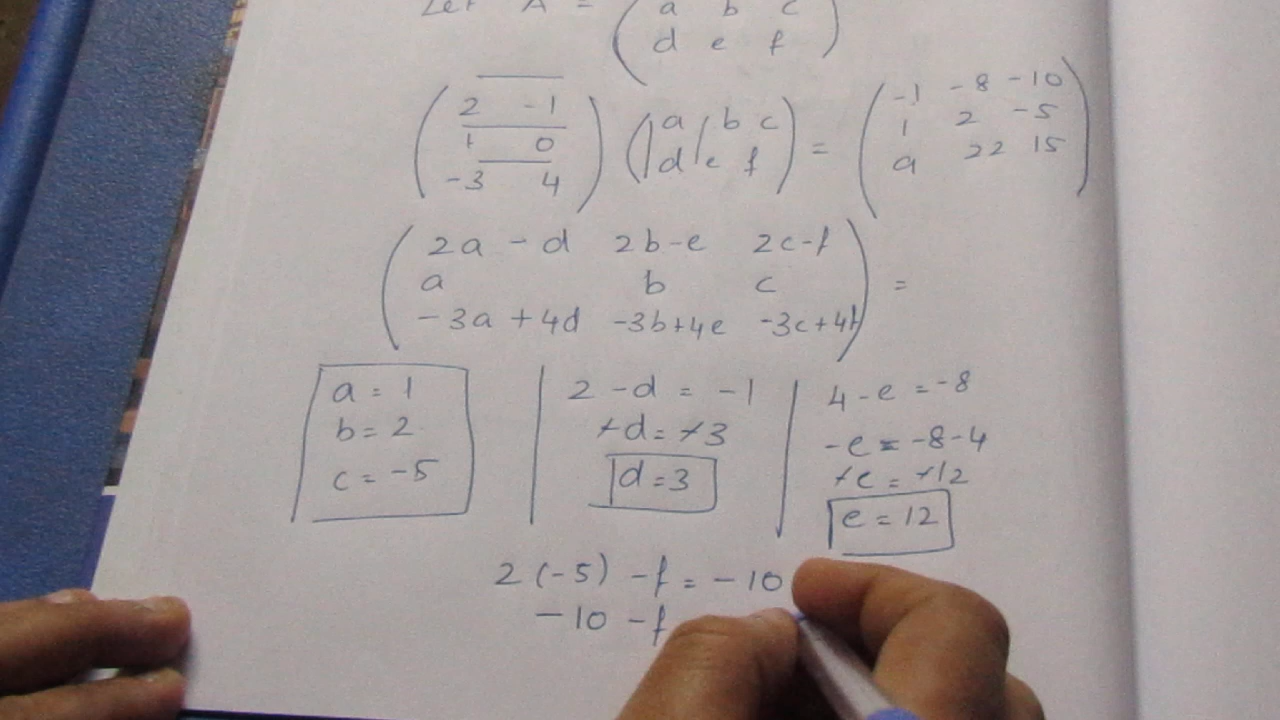 Let A = ( a b c
d e f )
( 2 -1 ) ( a b c ) = ( -1 -8 -10 )
1 0 d e f 1 2 -5
-3 4 9 22 15
( 2a - d 2b-e 2c-f )
a b c =
-3a + 4d -3b+4e -3c+4f
a = 1
b = 2
c = -5
2 - d = -1
-d = -3
d = 3
4 - e = -8
-e = -8-4
-e = -12
e = 12
2 (-5) - f = -10
-10 - f